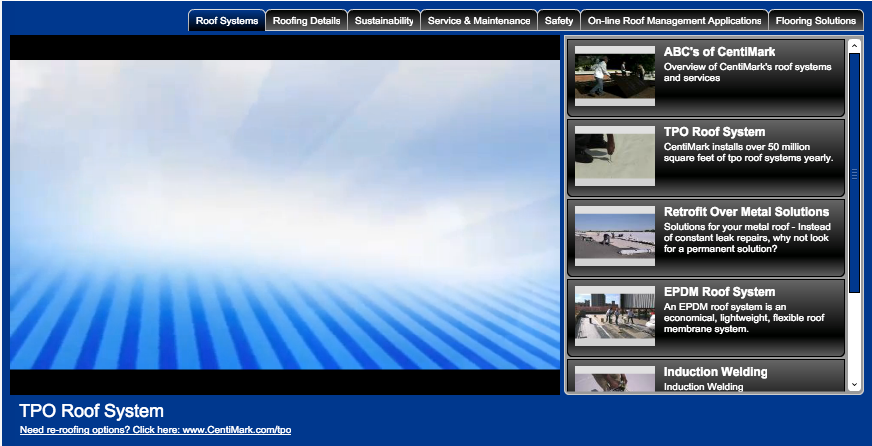 Roof Systems
Roofing Details
Sustainability
Service & Maintenance
Safety
On-line Roof Management Applications
Flooring Solutions
ABC's of CentiMark
Overview of CentiMark's roof systems
and services
TPO Roof System
CentiMark installs over 50 million
square feet of tpo roof systems yearly.
Retrofit Over Metal Solutions
Solutions for your metal roof - Instead
of constant leak repairs, why not look
for a permanent solution?
EPDM Roof System
An EPDM roof system is an
economical, lightweight, flexible roof
membrane system.
Induction Welding
Induction Welding
TPO Roof System
Need re-roofing options? Click here: www.CentiMark.com/tpo